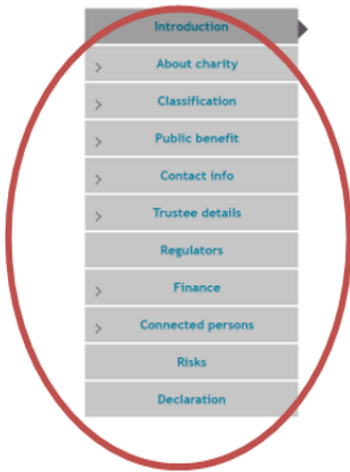 Introduction
About charity
Classification
Public benefit
Contact info
Trustee details
Regulators
Finance
Connected persons
Risks
Declaration